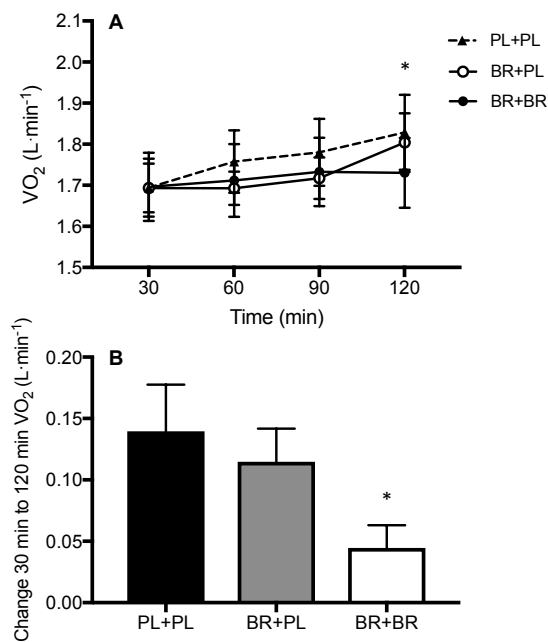 A
2.1
2.0
1.9
1.8
1.7
1.6
1.5
VO₂ (L·min⁻¹)
*
30 60 90 120
Time (min)
PL+PL
BR+PL
BR+BR
B
0.20
0.15
0.10
0.05
0.00
Change 30 min to 120 min VO₂ (L·min⁻¹)
*
PL+PL BR+PL BR+BR